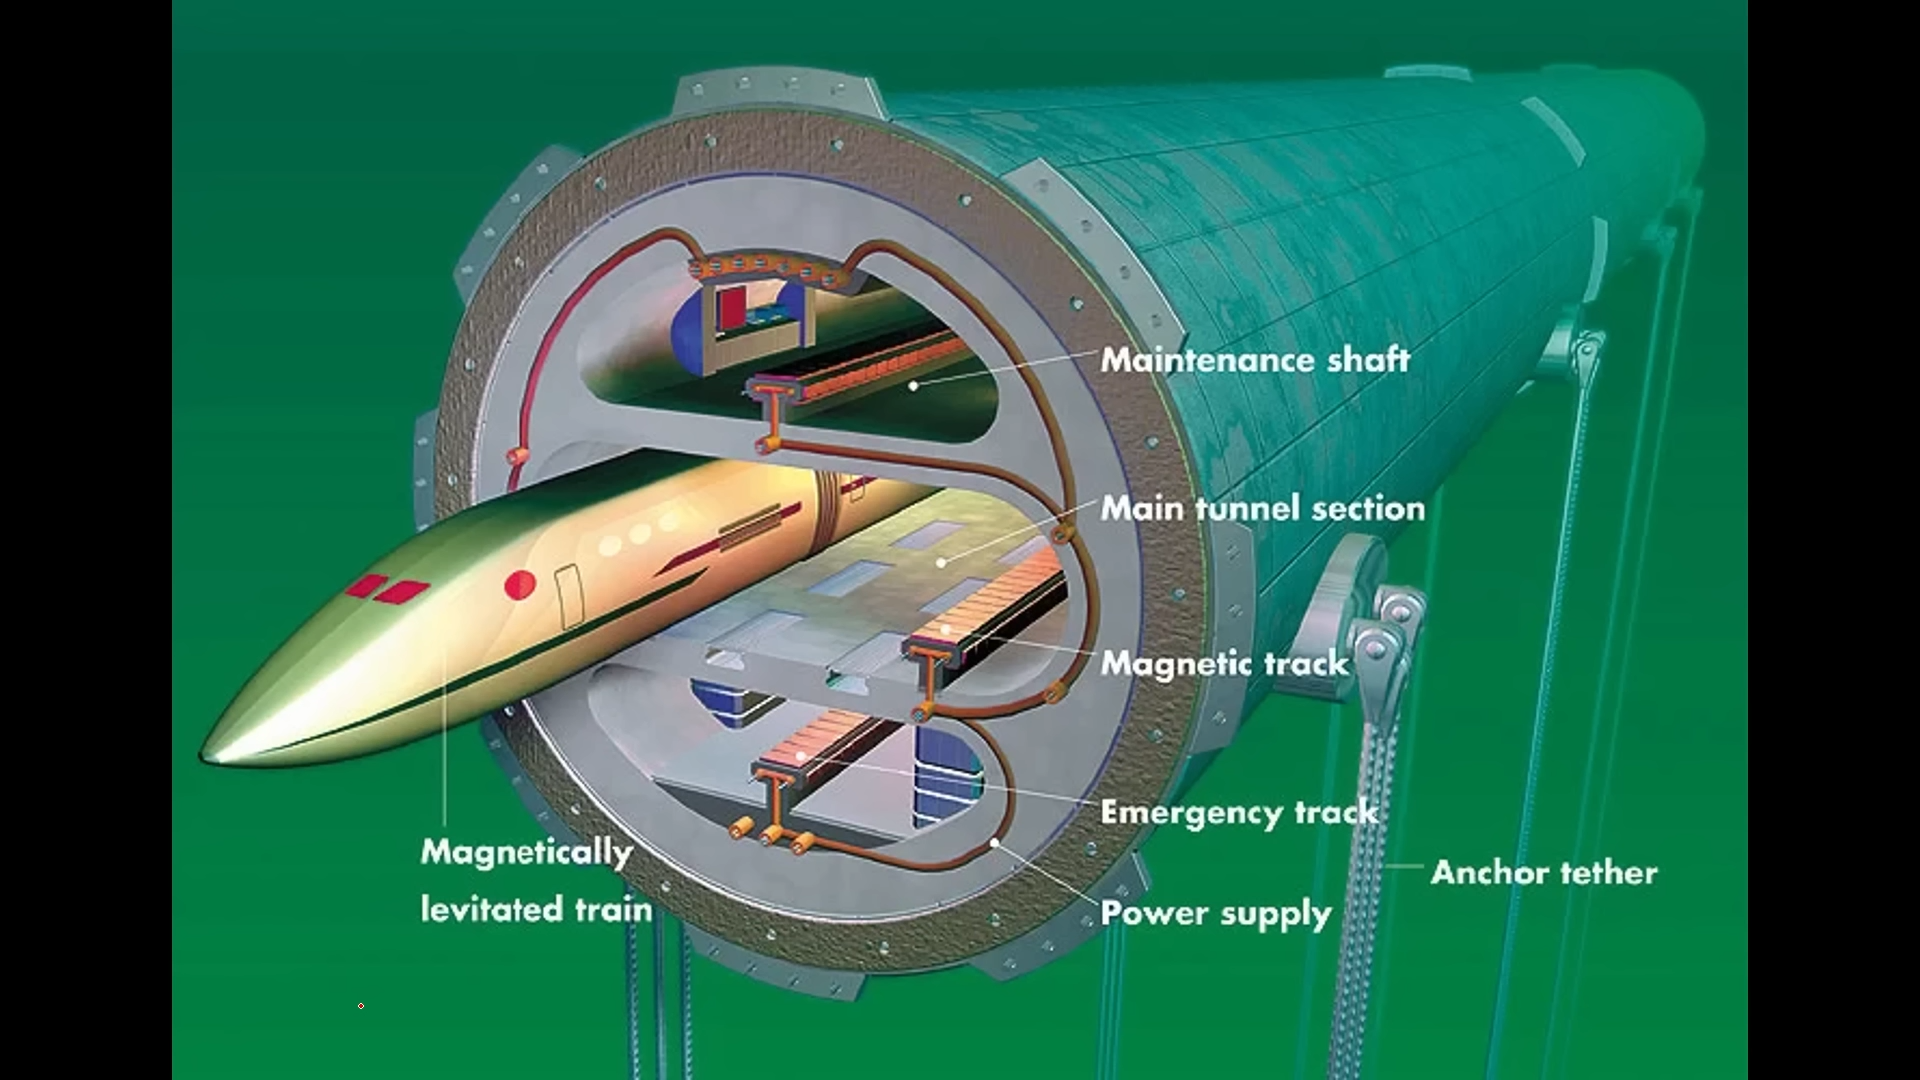 Maintenance shaft
Main tunnel section
Magnetic track
Emergency track
Magnetically
levitated train
Anchor tether
Power supply